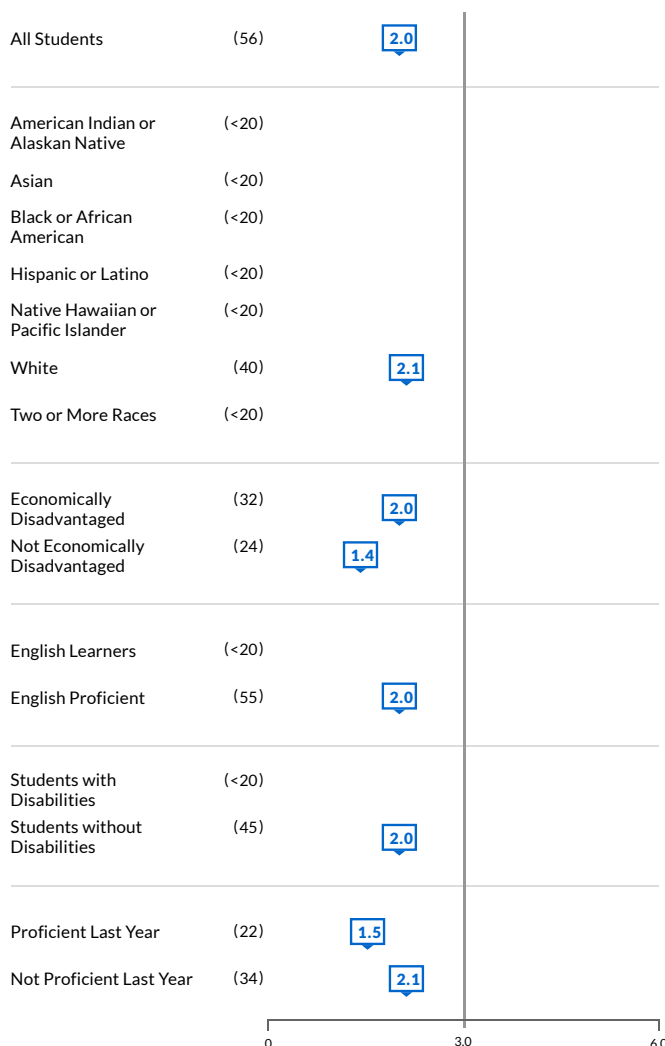 All Students (56) 2.0
American Indian or (<20)
Alaskan Native
Asian (<20)
Black or African (<20)
American
Hispanic or Latino (<20)
Native Hawaiian or (<20)
Pacific Islander
White (40) 2.1
Two or More Races (<20)
Economically (32) 2.0
Disadvantaged
Not Economically (24) 1.4
Disadvantaged
English Learners (<20)
English Proficient (55) 2.0
Students with (<20)
Disabilities
Students without (45) 2.0
Disabilities
Proficient Last Year (22) 1.5
Not Proficient Last Year (34) 2.1
0 3.0 6.0